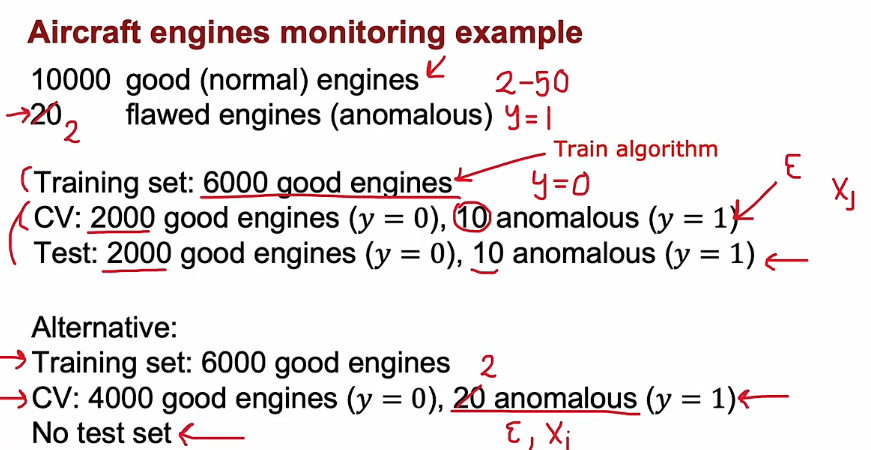 Aircraft engines monitoring example
10000 good (normal) engines 2-50
20 2 flawed engines (anomalous) y=1
Train algorithm
Training set: 6000 good engines y=0 ε
CV: 2000 good engines (y = 0), 10 anomalous (y = 1) xj
Test: 2000 good engines (y = 0), 10 anomalous (y = 1)
Alternative:
Training set: 6000 good engines 2
CV: 4000 good engines (y = 0), 20 anomalous (y = 1)
No test set ε, xj